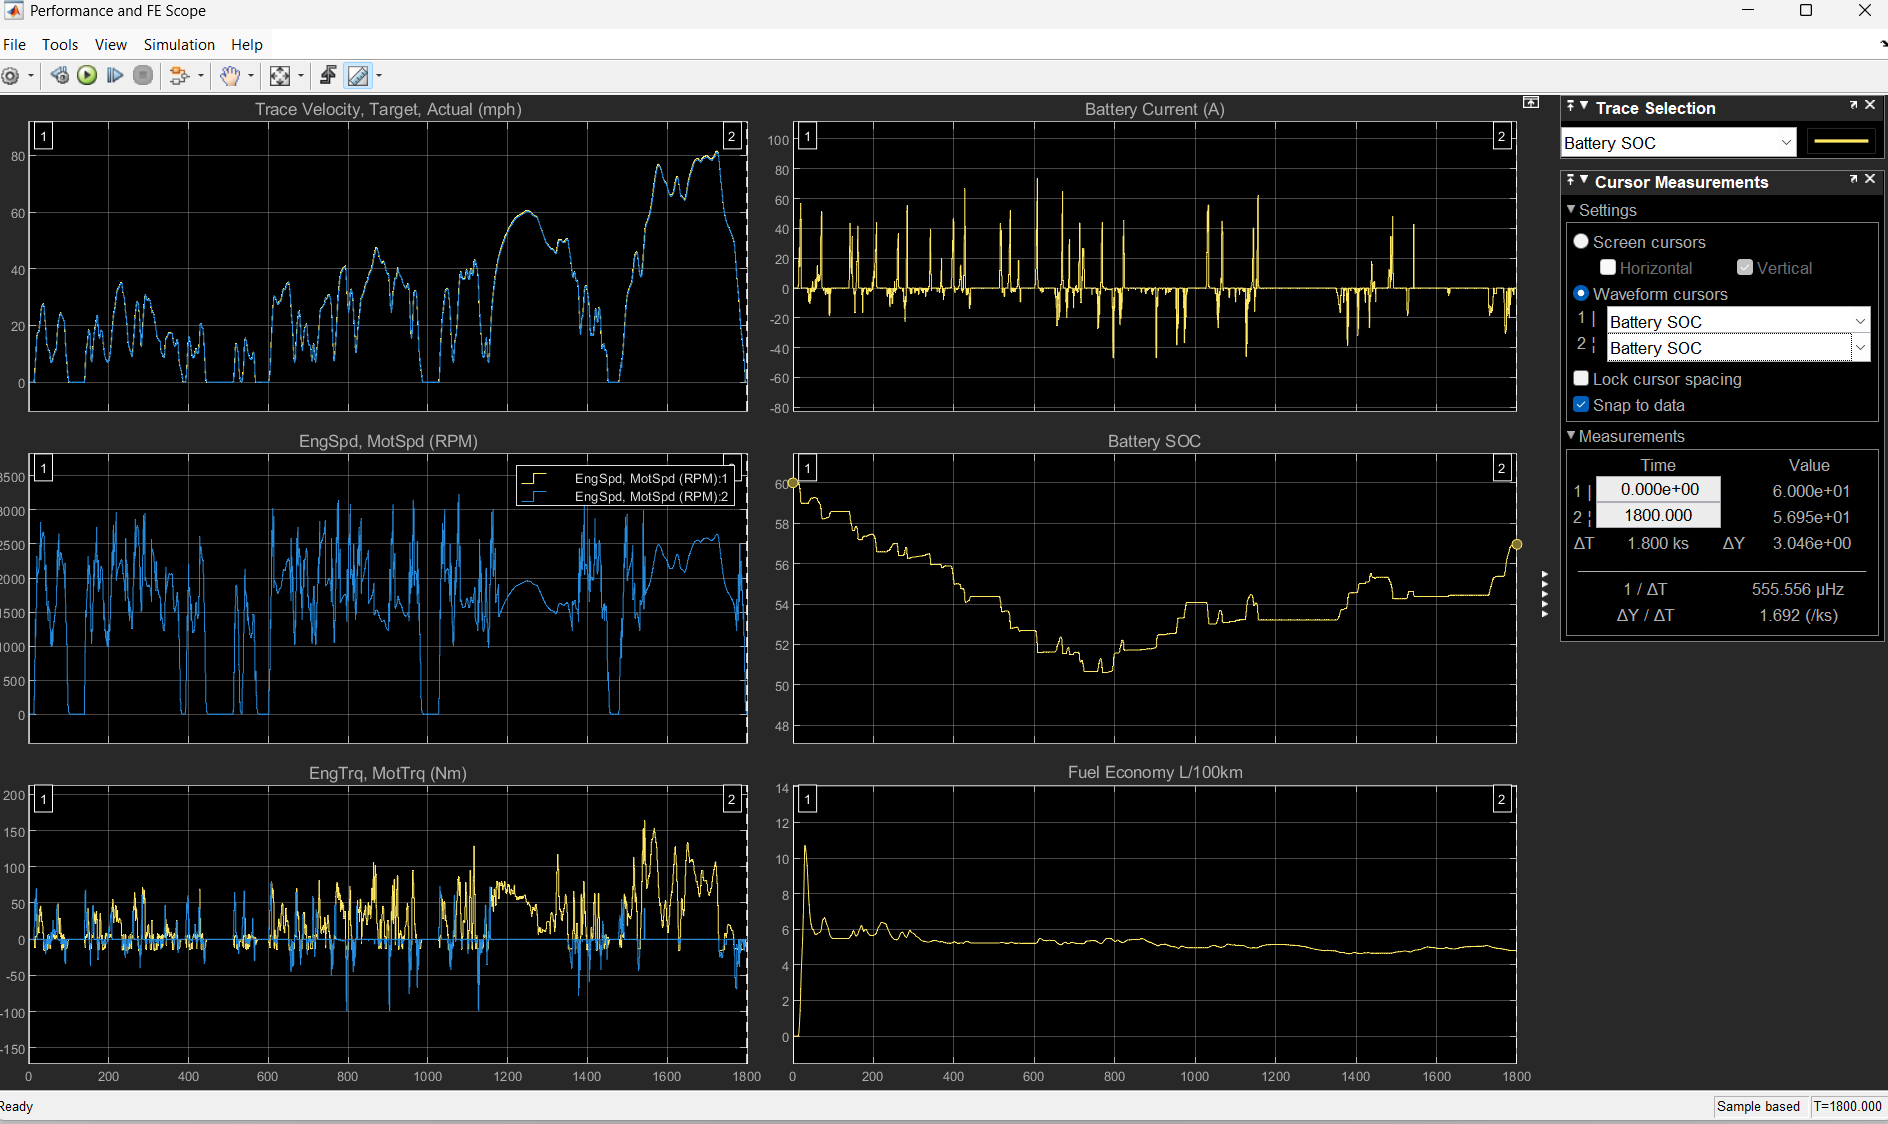 Performance and FE Scope
File Tools View Simulation Help
Trace Velocity, Target, Actual (mph)
1
2
80
60
40
20
0
Battery Current (A)
1
2
100
80
60
40
20
0
-20
-40
-60
-80
EngSpd, MotSpd (RPM)
1
EngSpd, MotSpd (RPM):1
EngSpd, MotSpd (RPM):2
3500
3000
2500
2000
1500
1000
500
0
Battery SOC
1
2
60
58
56
54
52
50
48
EngTrq, MotTrq (Nm)
1
2
200
150
100
50
0
-50
-100
-150
0 200 400 600 800 1000 1200 1400 1600 1800
Fuel Economy L/100km
1
2
14
12
10
8
6
4
2
0
0 200 400 600 800 1000 1200 1400 1600 1800
Trace Selection
Battery SOC
Cursor Measurements
Settings
Screen cursors
Horizontal Vertical
Waveform cursors
1 | Battery SOC
2 ¦ Battery SOC
Lock cursor spacing
Snap to data
Measurements
Time Value
1 | 0.000e+00 6.000e+01
2 ¦ 1800.000 5.695e+01
ΔT 1.800 ks ΔY 3.046e+00
1 / ΔT 555.556 µHz
ΔY / ΔT 1.692 (/ks)
Ready
Sample based T=1800.000